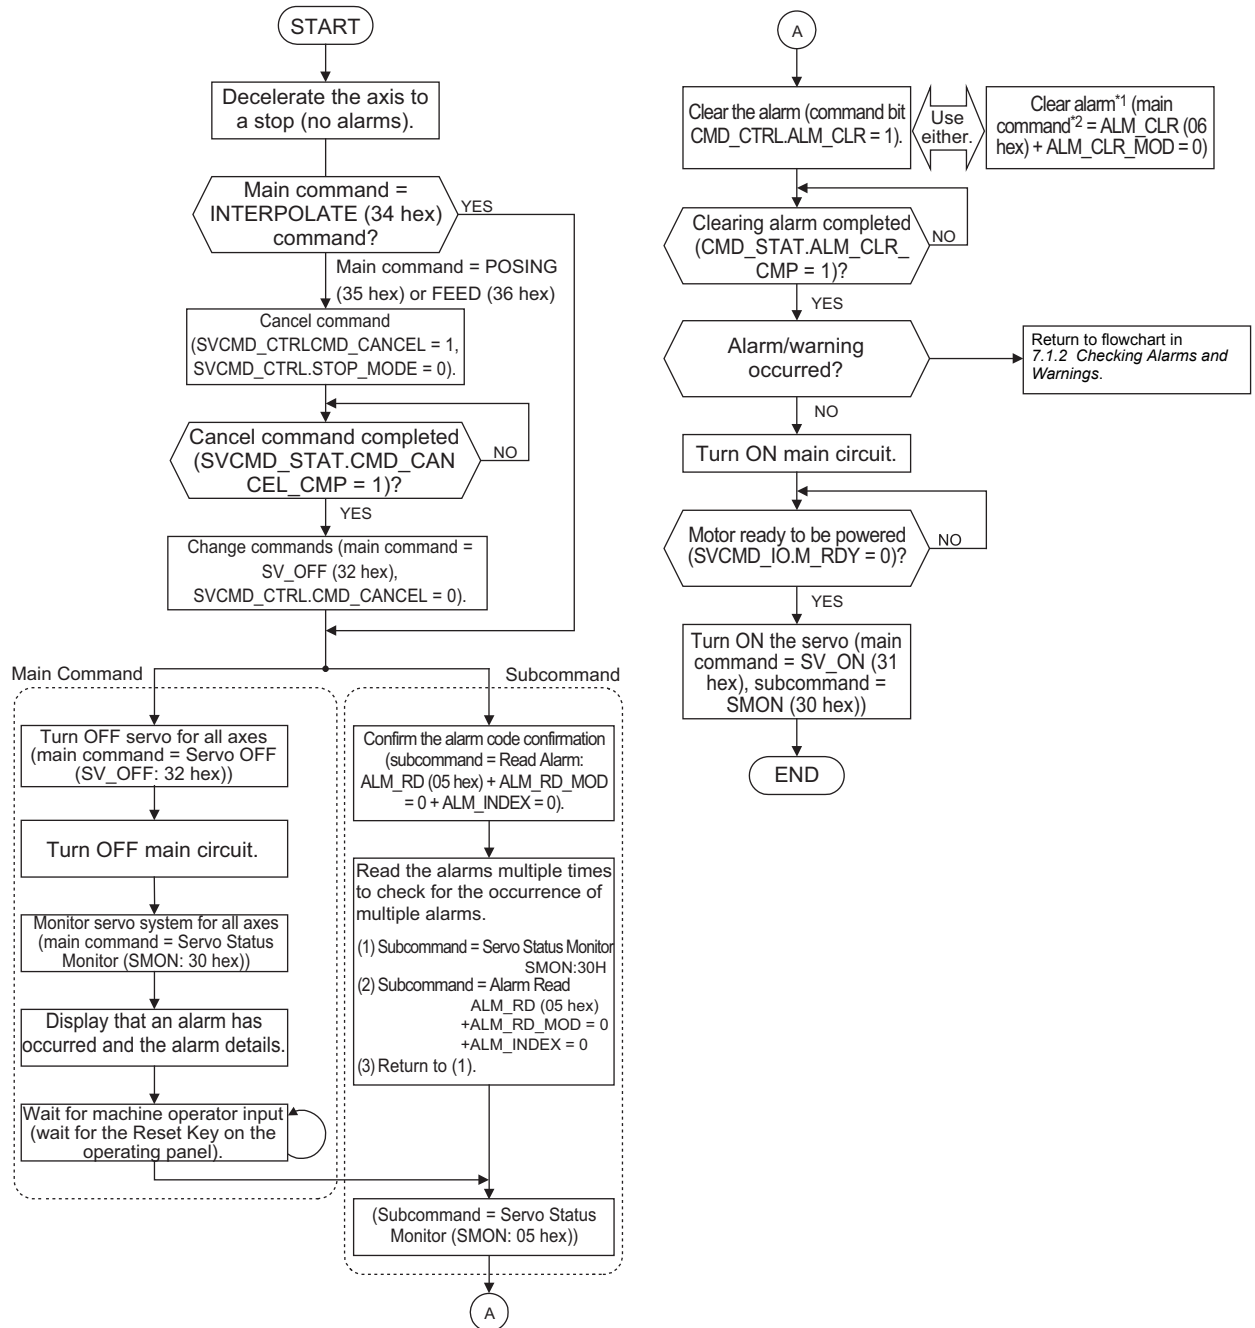 START
Decelerate the axis to
a stop (no alarms).
Main command =
INTERPOLATE (34 hex)
command?
YES
Main command = POSING
(35 hex) or FEED (36 hex)
Cancel command
(SVCMD_CTRLCMD_CANCEL = 1,
SVCMD_CTRL.STOP_MODE = 0).
Cancel command completed
(SVCMD_STAT.CMD_CAN
CEL_CMP = 1)?
NO
YES
Change commands (main command =
SV_OFF (32 hex),
SVCMD_CTRL.CMD_CANCEL = 0).
Main Command
Turn OFF servo for all axes
(main command = Servo OFF
(SV_OFF: 32 hex))
Turn OFF main circuit.
Monitor servo system for all axes
(main command = Servo Status
Monitor (SMON: 30 hex))
Display that an alarm has
occurred and the alarm details.
Wait for machine operator input
(wait for the Reset Key on the
operating panel).
Subcommand
Confirm the alarm code confirmation
(subcommand = Read Alarm:
ALM_RD (05 hex) + ALM_RD_MOD
= 0 + ALM_INDEX = 0).
Read the alarms multiple times
to check for the occurrence of
multiple alarms.
(1) Subcommand = Servo Status Monitor
SMON:30H
(2) Subcommand = Alarm Read
ALM_RD (05 hex)
+ALM_RD_MOD = 0
+ALM_INDEX = 0
(3) Return to (1).
(Subcommand = Servo Status
Monitor (SMON: 05 hex))
A
A
Clear the alarm (command bit
CMD_CTRL.ALM_CLR = 1).
Use
either.
Clear alarm*1 (main
command*2 = ALM_CLR (06
hex) + ALM_CLR_MOD = 0)
Clearing alarm completed
(CMD_STAT.ALM_CLR_
CMP = 1)?
NO
YES
Alarm/warning
occurred?
Return to flowchart in
7.1.2 Checking Alarms and
Warnings.
NO
Turn ON main circuit.
Motor ready to be powered
(SVCMD_IO.M_RDY = 0)?
NO
YES
Turn ON the servo (main
command = SV_ON (31
hex), subcommand =
SMON (30 hex))
END